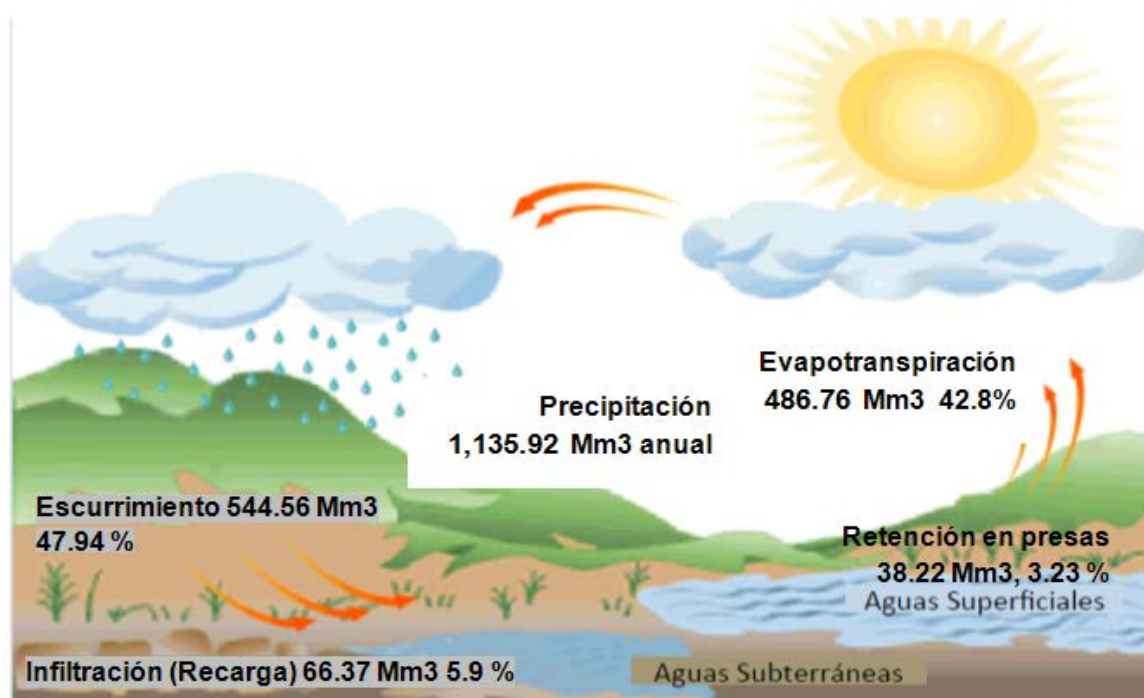 Evapotranspiración
486.76 Mm3 42.8%
Precipitación
1,135.92 Mm3 anual
Escurrimiento 544.56 Mm3
47.94 %
Retención en presas
38.22 Mm3, 3.23 %
Aguas Superficiales
Infiltración (Recarga) 66.37 Mm3 5.9 %
Aguas Subterráneas